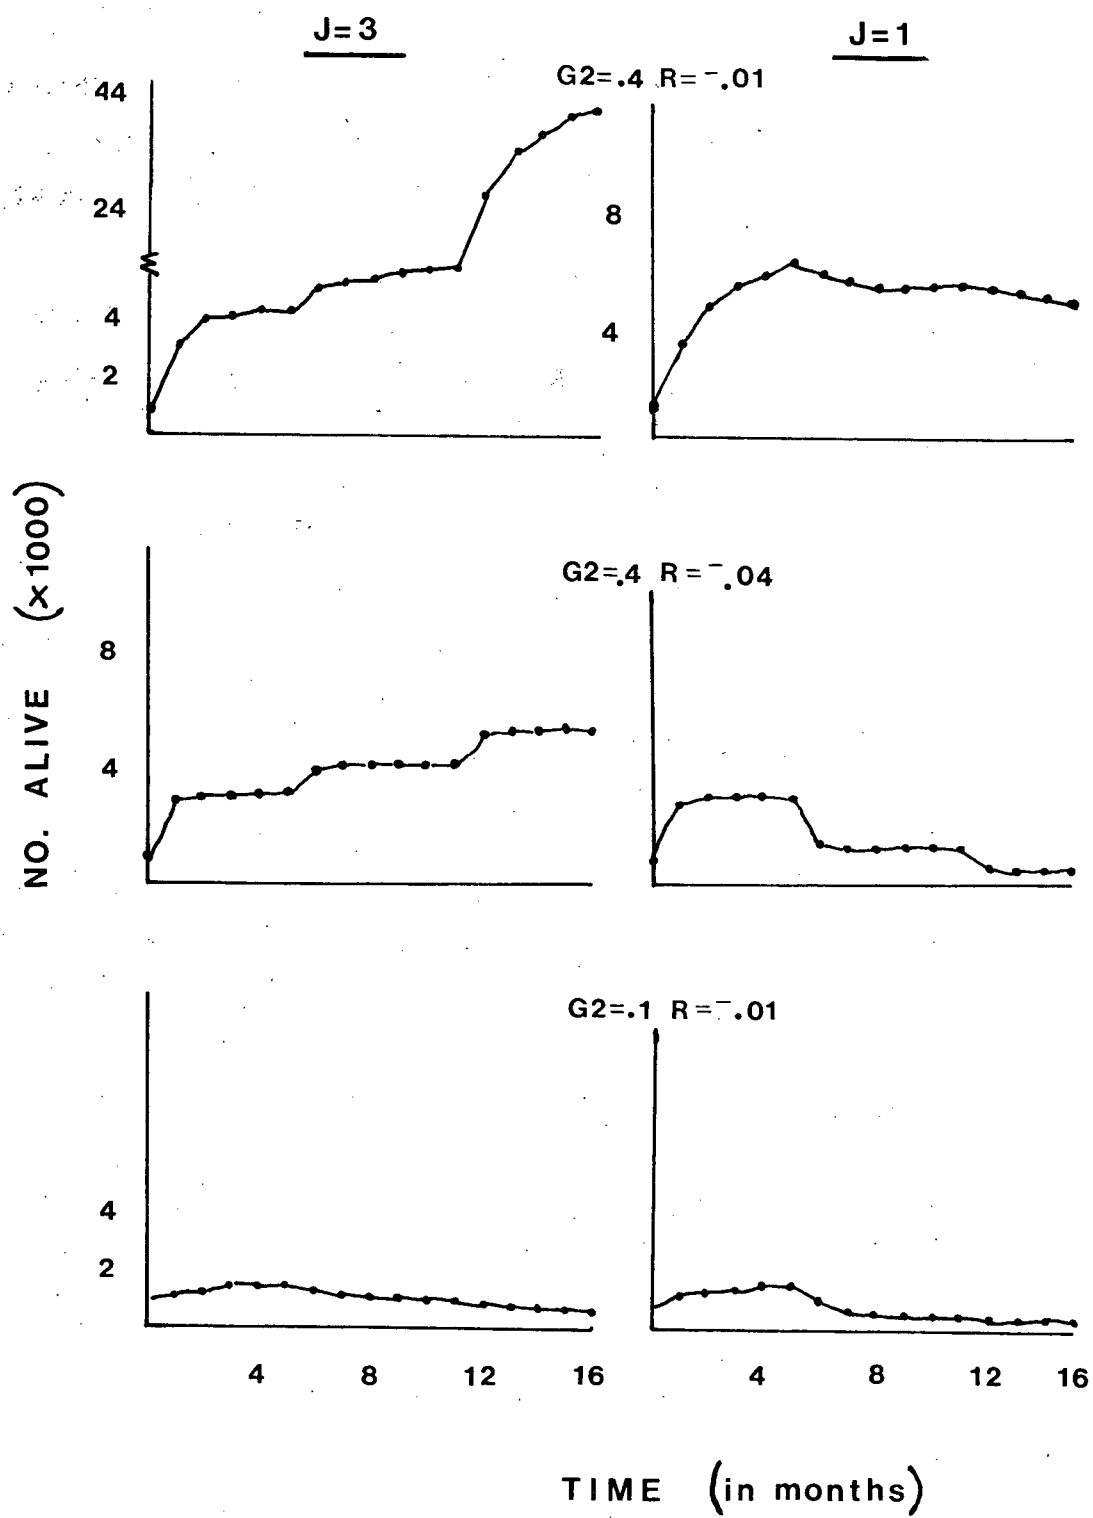 J=3
J=1
G2=.4 R=-.01
44
24
4
2
8
4
NO. ALIVE (x1000)
G2=.4 R=-.04
8
4
G2=.1 R=-.01
4
2
4 8 12 16
4 8 12 16
TIME (in months)